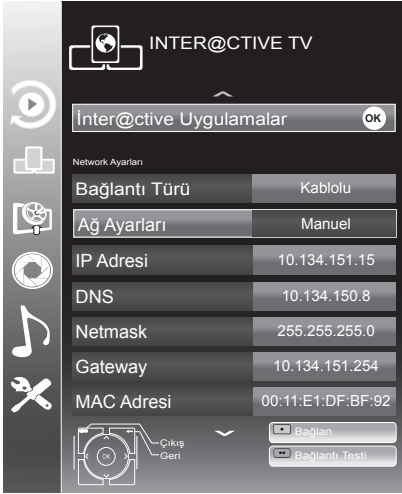 INTER@CTIVE TV
İnter@ctive Uygulamalar OK
Network Ayarları
Bağlantı Türü Kablolu
Ağ Ayarları Manuel
IP Adresi 10.134.151.15
DNS 10.134.150.8
Netmask 255.255.255.0
Gateway 10.134.151.254
MAC Adresi 00:11:E1:DF:BF:92
OK
Çıkış
Geri
Bağlan
Bağlantı Testi